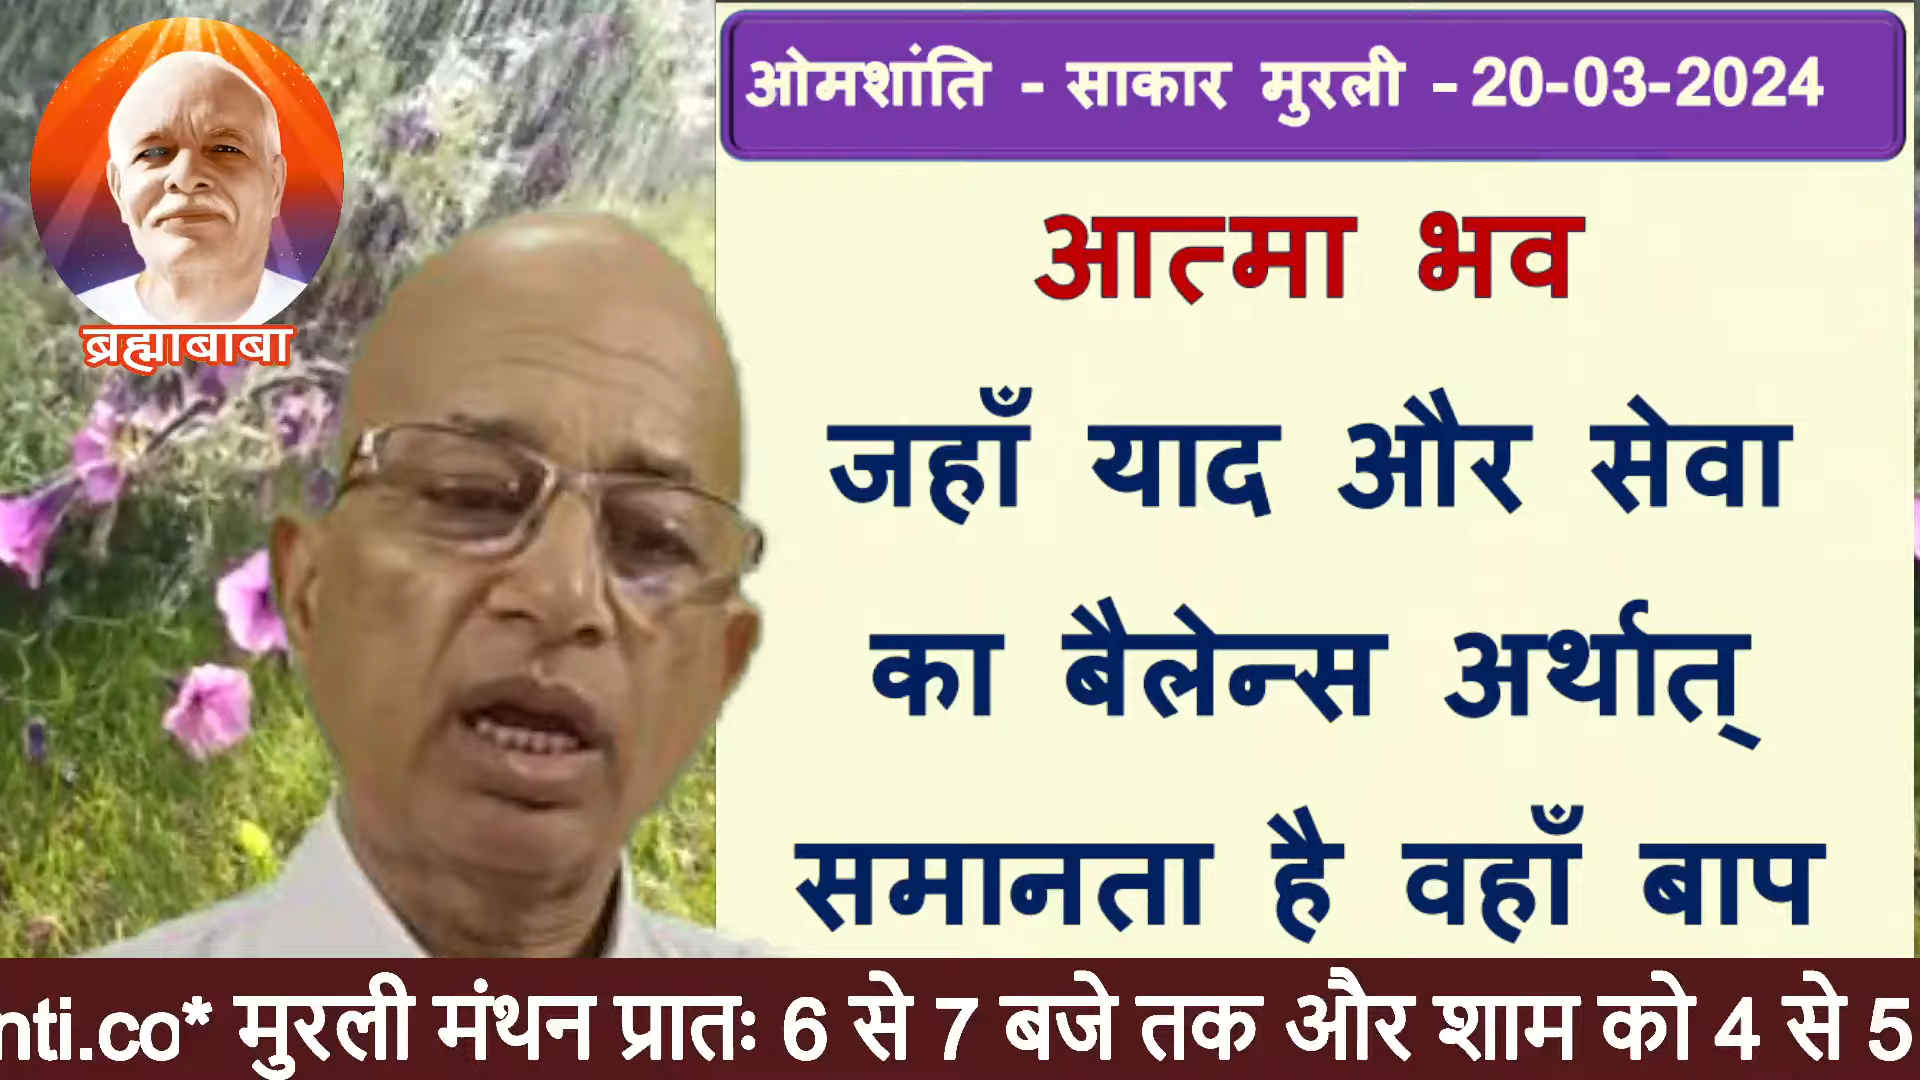 ओमशांति - साकार मुरली - 20-03-2024
ब्रह्माबाबा
आत्मा भव
जहाँ याद और सेवा
का बैलेन्स अर्थात्
समानता है वहाँ बाप
nti.co* मुरली मंथन प्रातः 6 से 7 बजे तक और शाम को 4 से 5